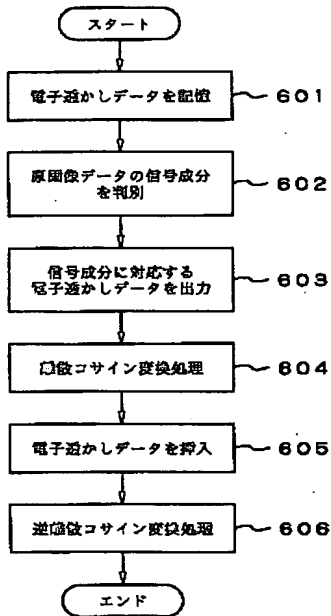 スタート
電子透かしデータを記憶
601
原画像データの信号成分
を判別
602
信号成分に対応する
電子透かしデータを出力
603
離散コサイン変換処理
604
電子透かしデータを挿入
605
逆離散コサイン変換処理
606
エンド